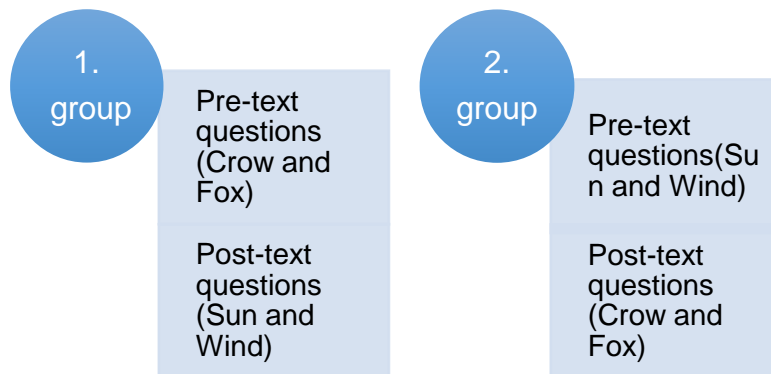 1.
group
Pre-text
questions
(Crow and
Fox)
Post-text
questions
(Sun and
Wind)
2.
group
Pre-text
questions(Su
n and Wind)
Post-text
questions
(Crow and
Fox)